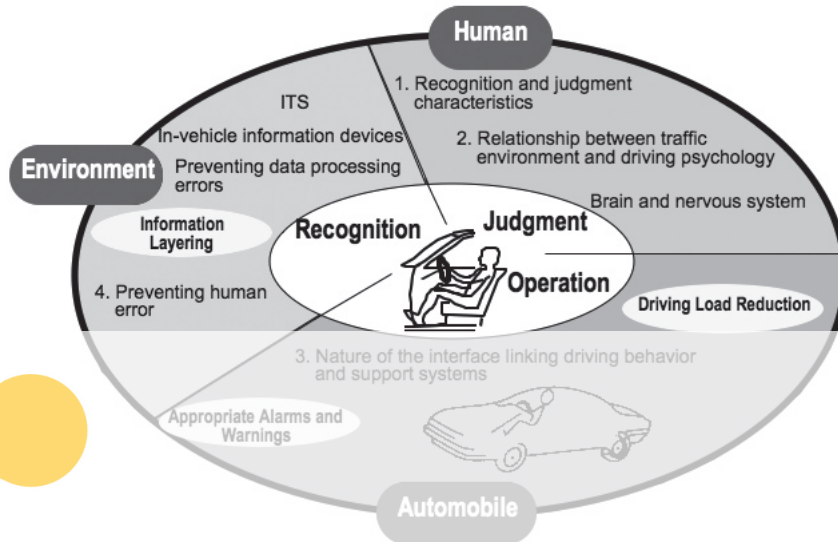 Human
1. Recognition and judgment
characteristics
2. Relationship between traffic
environment and driving psychology
Brain and nervous system
ITS
In-vehicle information devices
Preventing data processing
errors
Environment
Information
Layering
4. Preventing human
error
Recognition
Judgment
Operation
Driving Load Reduction
3. Nature of the interface linking driving behavior
and support systems
Appropriate Alarms and
Warnings
Automobile